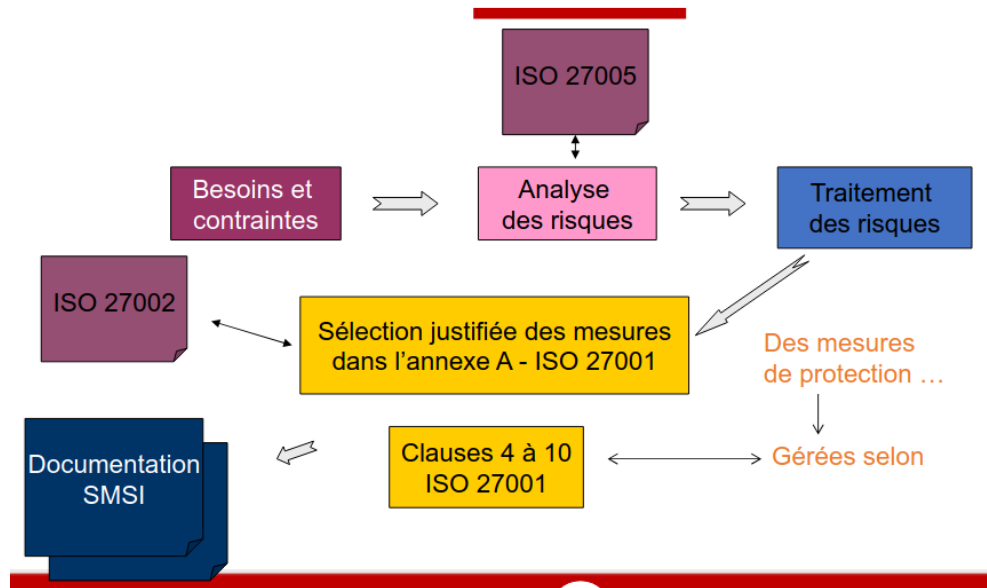 ISO 27005
Besoins et
contraintes
Analyse
des risques
Traitement
des risques
ISO 27002
Sélection justifiée des mesures
dans l’annexe A - ISO 27001
Des mesures
de protection …
Documentation
SMSI
Clauses 4 à 10
ISO 27001
Gérées selon